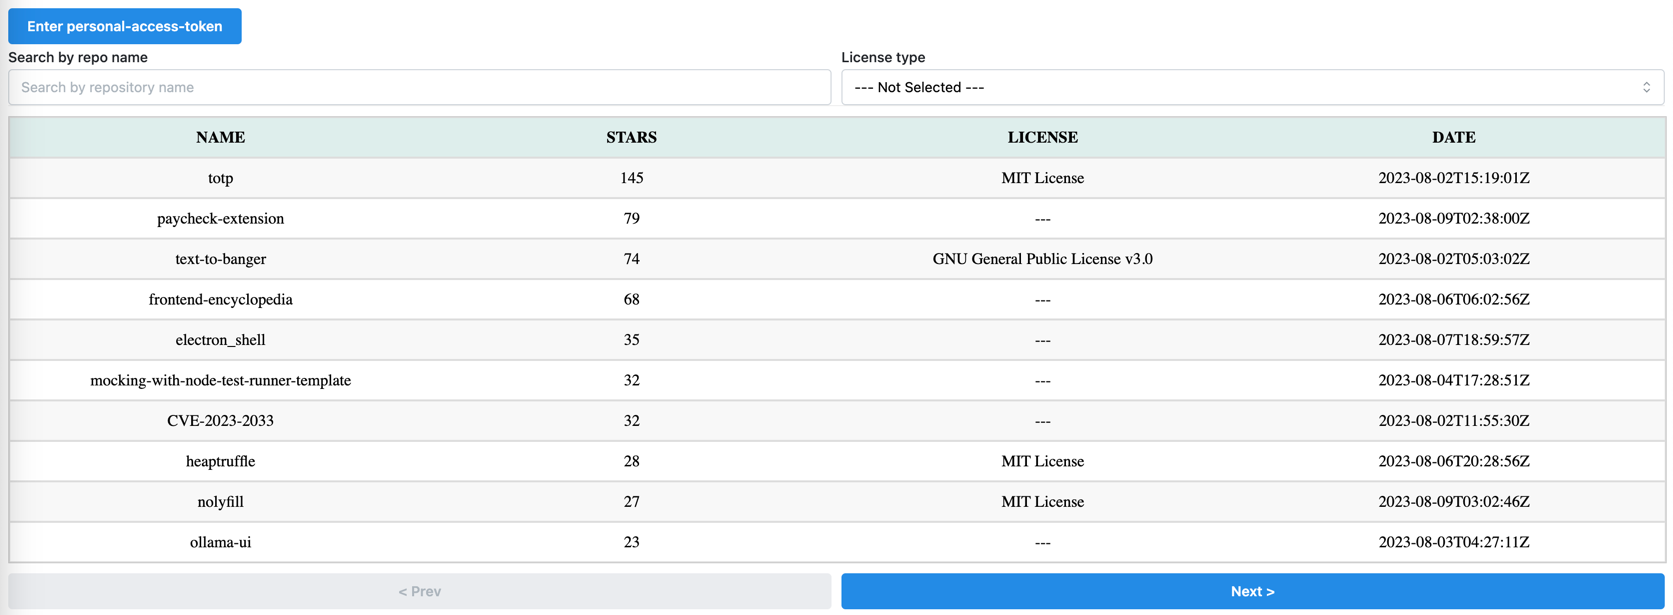 Enter personal-access-token
Search by repo name License type
Search by repository name --- Not Selected ---
NAME STARS LICENSE DATE
totp 145 MIT License 2023-08-02T15:19:01Z
paycheck-extension 79 --- 2023-08-09T02:38:00Z
text-to-banger 74 GNU General Public License v3.0 2023-08-02T05:03:02Z
frontend-encyclopedia 68 --- 2023-08-06T06:02:56Z
electron_shell 35 --- 2023-08-07T18:59:57Z
mocking-with-node-test-runner-template 32 --- 2023-08-04T17:28:51Z
CVE-2023-2033 32 --- 2023-08-02T11:55:30Z
heaptruffle 28 MIT License 2023-08-06T20:28:56Z
nolyfill 27 MIT License 2023-08-09T03:02:46Z
ollama-ui 23 --- 2023-08-03T04:27:11Z
< Prev Next >